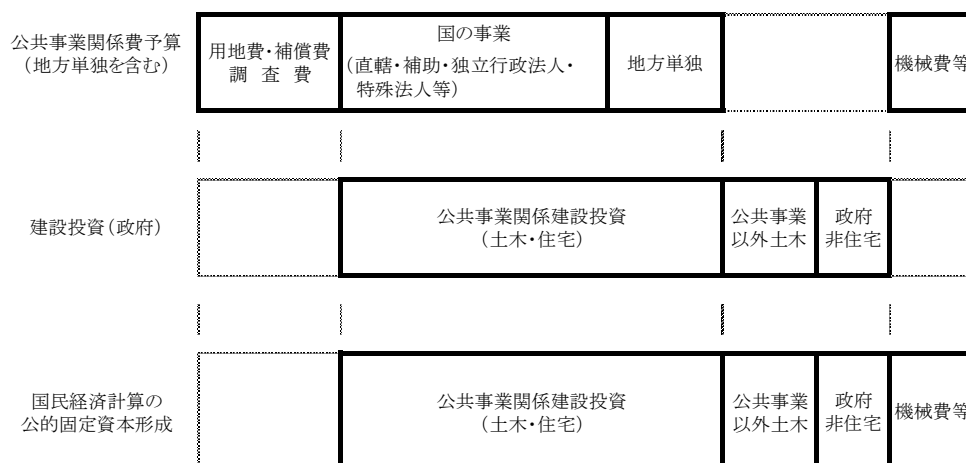 公共事業関係費予算
（地方単独を含む）
用地費・補償費
調　査　費
国の事業
（直轄・補助・独立行政法人・
特殊法人等）
地方単独
機械費等
建設投資（政府）
公共事業関係建設投資
（土木・住宅）
公共事業
以外土木
政府
非住宅
国民経済計算の
公的固定資本形成
公共事業関係建設投資
（土木・住宅）
公共事業
以外土木
政府
非住宅
機械費等